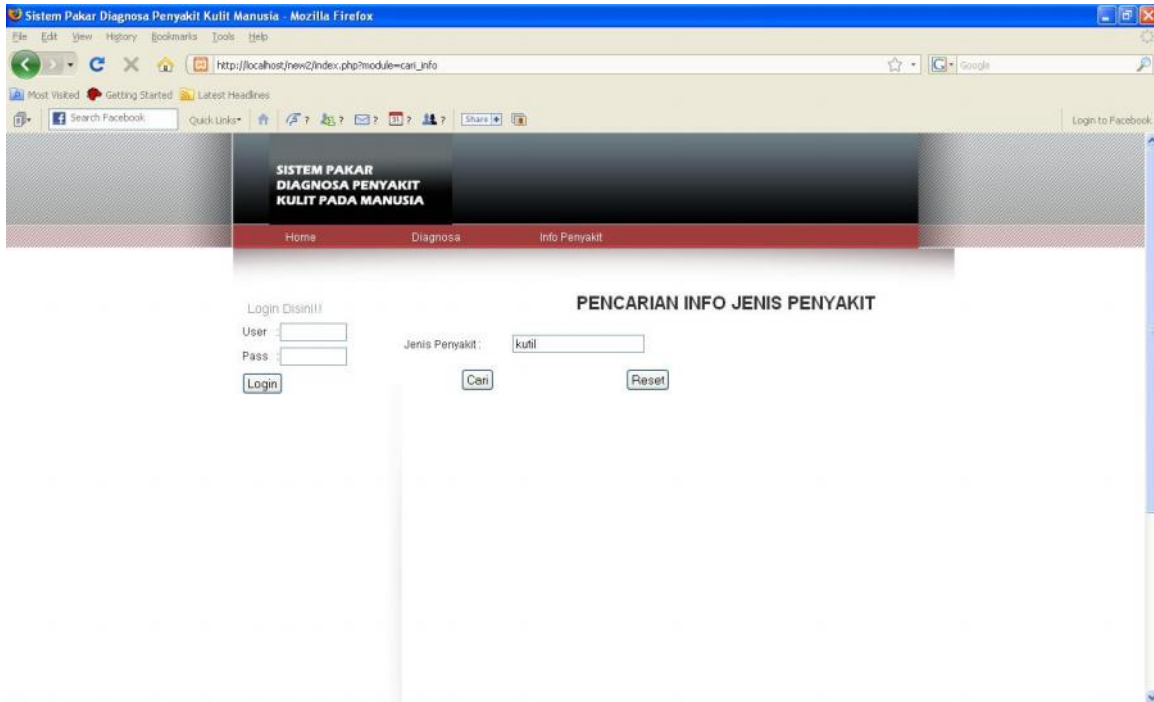 Sistem Pakar Diagnosa Penyakit Kulit Manusia - Mozilla Firefox
File Edit View History Bookmarks Tools Help
http://localhost/new2/index.php?module=cari_info
Google
Most Visited Getting Started Latest Headlines
Search Facebook Quick Links ? ? ? 31 ? ? Share + Login to Facebook
SISTEM PAKAR
DIAGNOSA PENYAKIT
KULIT PADA MANUSIA
Home Diagnosa Info Penyakit
Login Disini!!
User :
Pass :
Login
PENCARIAN INFO JENIS PENYAKIT
Jenis Penyakit : kutil
Cari Reset